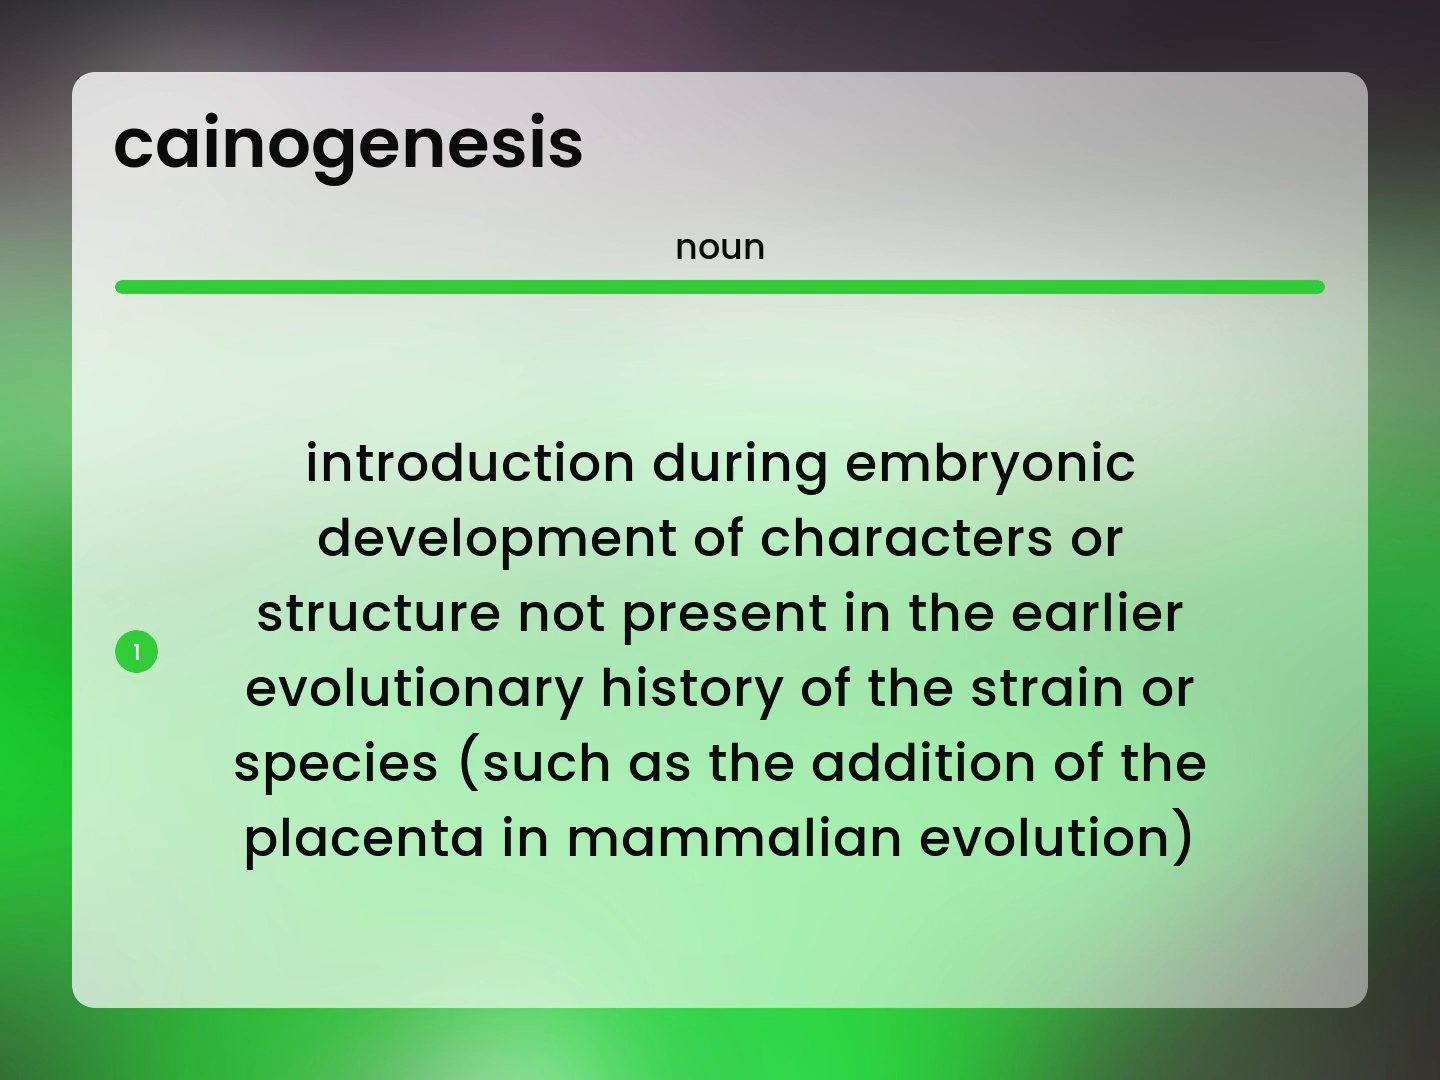 cainogenesis
noun
introduction during embryonic
development of characters or
structure not present in the earlier
1
evolutionary history of the strain or
species (such as the addition of the
placenta in mammalian evolution)